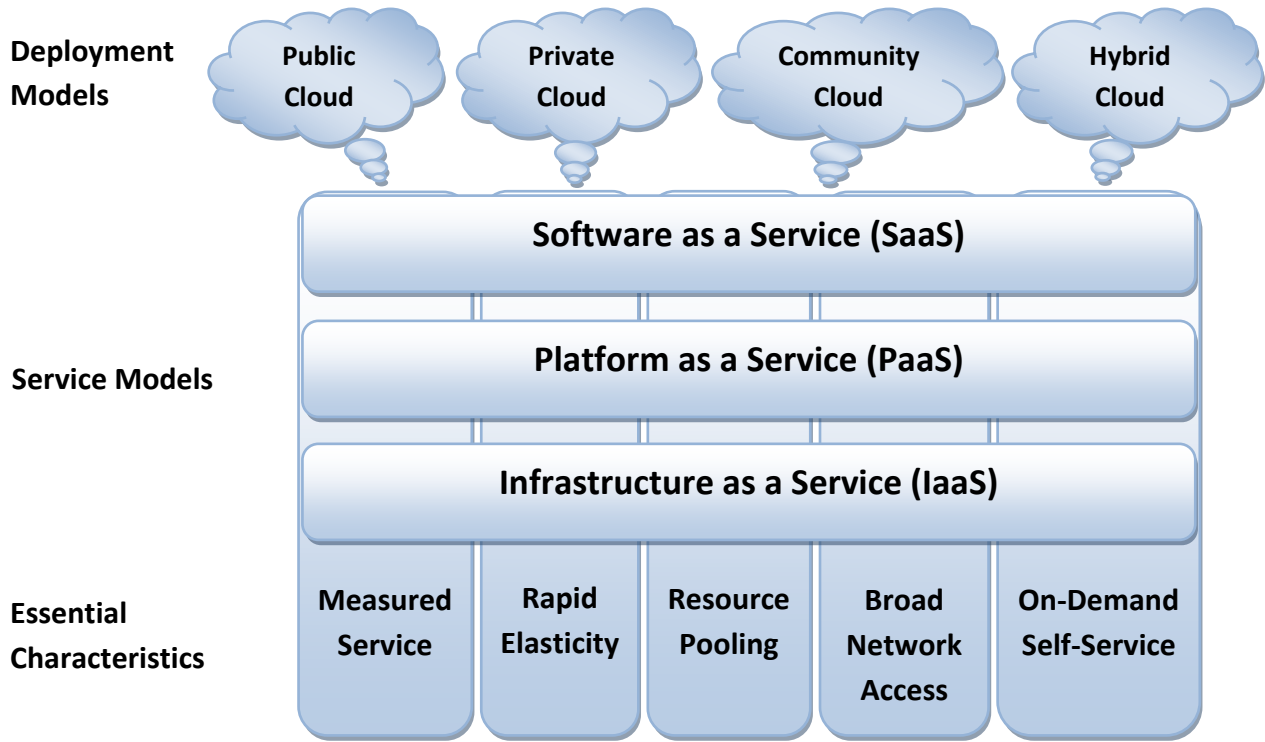 Deployment
Models
Public
Cloud
Private
Cloud
Community
Cloud
Hybrid
Cloud
Software as a Service (SaaS)
Service Models
Platform as a Service (PaaS)
Infrastructure as a Service (IaaS)
Essential
Characteristics
Measured
Service
Rapid
Elasticity
Resource
Pooling
Broad
Network
Access
On-Demand
Self-Service